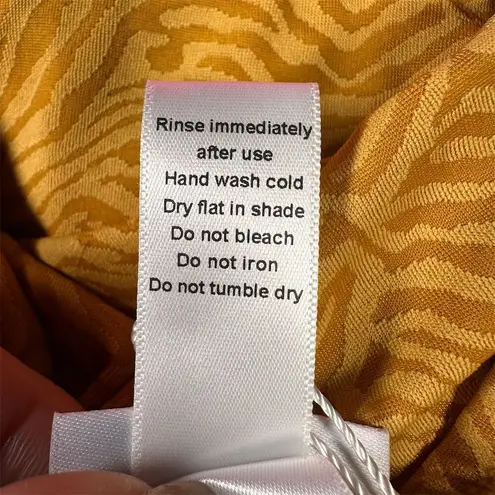 Rinse immediately
after use
Hand wash cold
Dry flat in shade
Do not bleach
Do not iron
Do not tumble dry